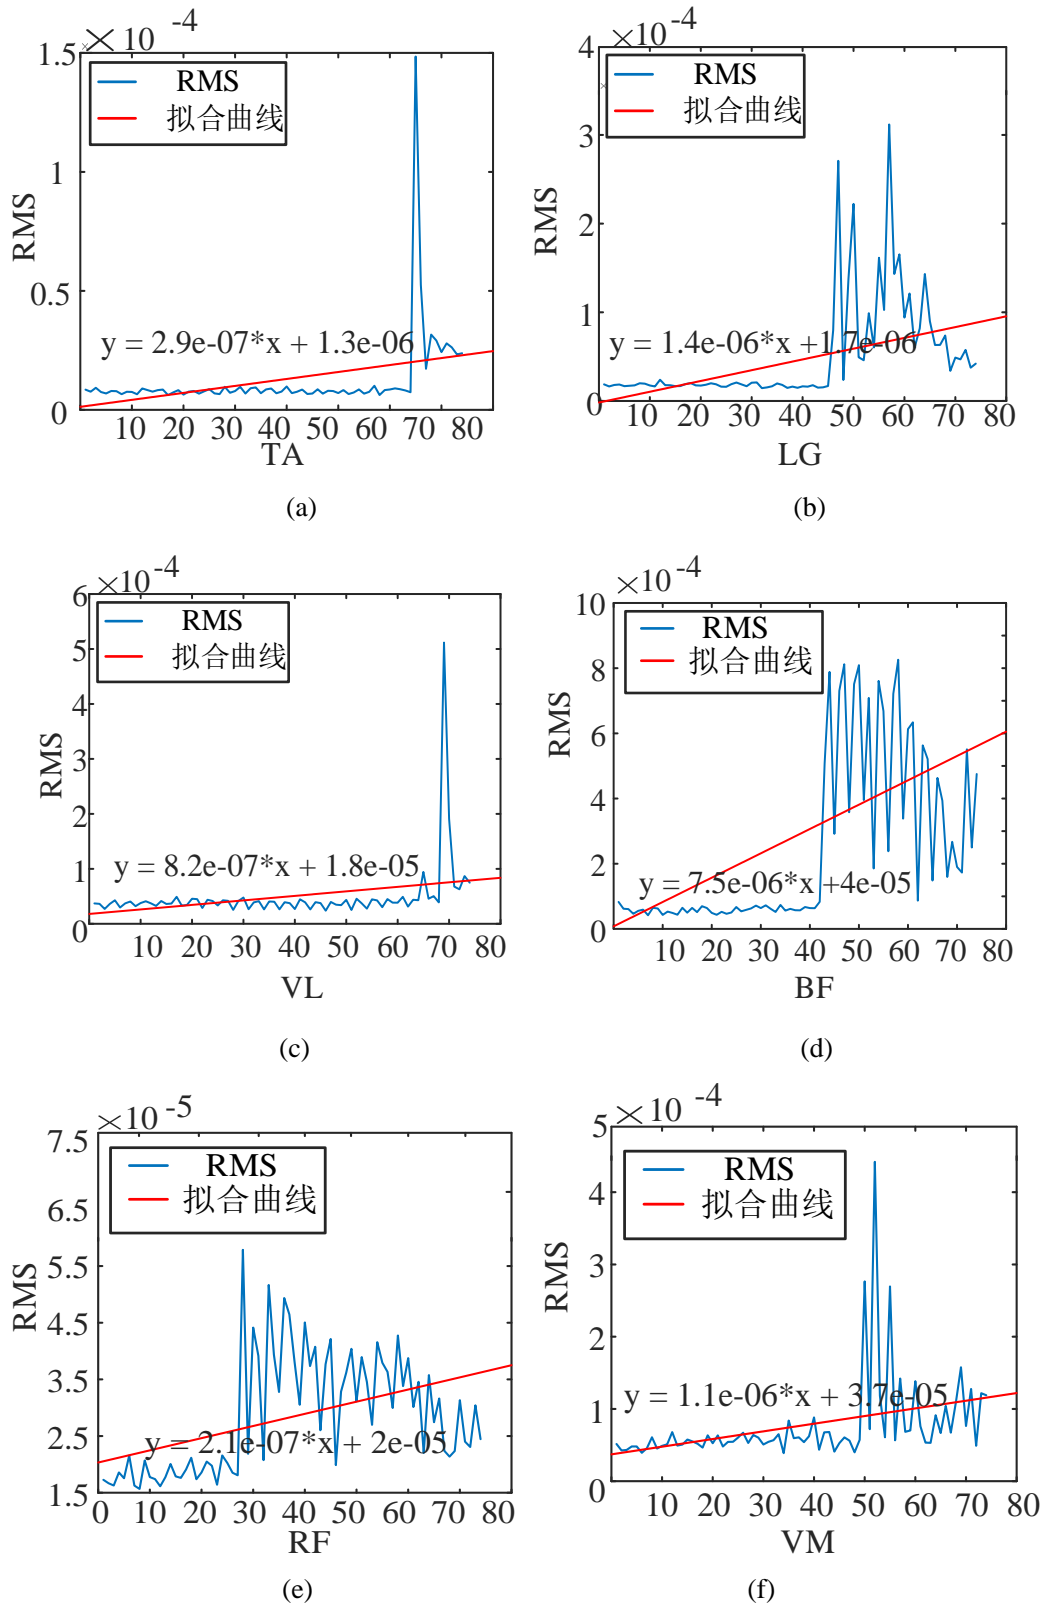 1.5 ×10 -4
RMS
拟合曲线
1
0.5
0
RMS
y = 2.9e-07*x + 1.3e-06
10 20 30 40 50 60 70 80
TA
(a)
4 ×10 -4
RMS
拟合曲线
3
2
1
0
RMS
y = 1.4e-06*x +1.7e-06
10 20 30 40 50 60 70 80
LG
(b)
6 ×10 -4
RMS
拟合曲线
5
4
3
2
1
0
RMS
y = 8.2e-07*x + 1.8e-05
10 20 30 40 50 60 70 80
VL
(c)
10 ×10 -4
RMS
拟合曲线
8
6
4
2
0
RMS
y = 7.5e-06*x +4e-05
10 20 30 40 50 60 70 80
BF
(d)
7.5 ×10 -5
RMS
拟合曲线
6.5
5.5
4.5
3.5
2.5
1.5
RMS
y = 2.1e-07*x + 2e-05
0 10 20 30 40 50 60 70 80
RF
(e)
5 ×10 -4
RMS
拟合曲线
4
3
2
1
0
RMS
y = 1.1e-06*x + 3.7e-05
10 20 30 40 50 60 70 80
VM
(f)